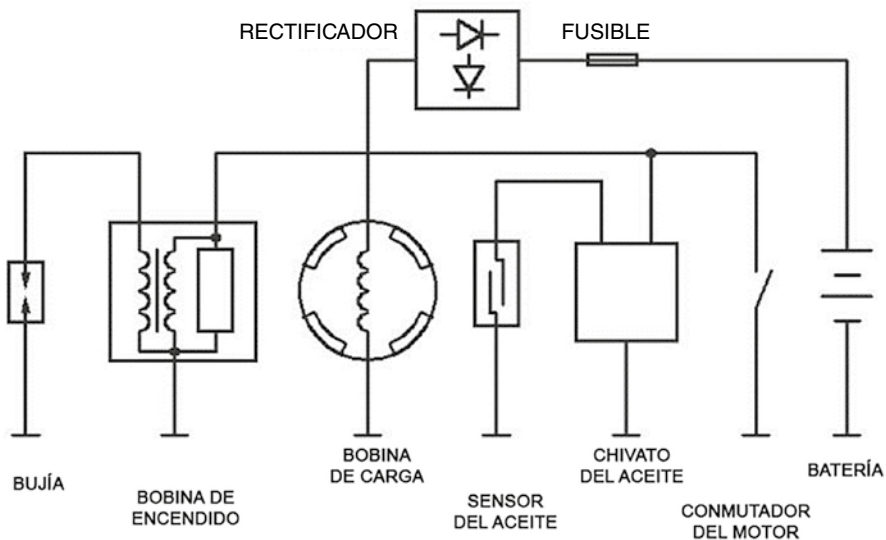 RECTIFICADOR
FUSIBLE
BUJÍA
BOBINA DE
ENCENDIDO
BOBINA
DE CARGA
SENSOR
DEL ACEITE
CHIVATO
DEL ACEITE
CONMUTADOR
DEL MOTOR
BATERÍA